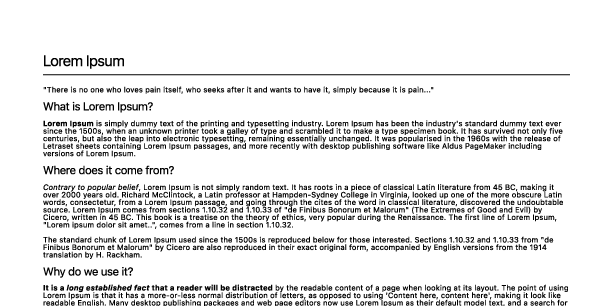 Lorem Ipsum
"There is no one who loves pain itself, who seeks after it and wants to have it, simply because it is pain..."
What is Lorem Ipsum?
Lorem Ipsum is simply dummy text of the printing and typesetting industry. Lorem Ipsum has been the industry's standard dummy text ever
since the 1500s, when an unknown printer took a galley of type and scrambled it to make a type specimen book. It has survived not only five
centuries, but also the leap into electronic typesetting, remaining essentially unchanged. It was popularised in the 1960s with the release of
Letraset sheets containing Lorem Ipsum passages, and more recently with desktop publishing software like Aldus PageMaker including
versions of Lorem Ipsum.
Where does it come from?
Contrary to popular belief, Lorem Ipsum is not simply random text. It has roots in a piece of classical Latin literature from 45 BC, making it
over 2000 years old. Richard McClintock, a Latin professor at Hampden-Sydney College in Virginia, looked up one of the more obscure Latin
words, consectetur, from a Lorem Ipsum passage, and going through the cites of the word in classical literature, discovered the undoubtable
source. Lorem Ipsum comes from sections 1.10.32 and 1.10.33 of "de Finibus Bonorum et Malorum" (The Extremes of Good and Evil) by
Cicero, written in 45 BC. This book is a treatise on the theory of ethics, very popular during the Renaissance. The first line of Lorem Ipsum,
"Lorem ipsum dolor sit amet..", comes from a line in section 1.10.32.
The standard chunk of Lorem Ipsum used since the 1500s is reproduced below for those interested. Sections 1.10.32 and 1.10.33 from "de
Finibus Bonorum et Malorum" by Cicero are also reproduced in their exact original form, accompanied by English versions from the 1914
translation by H. Rackham.
Why do we use it?
It is a long established fact that a reader will be distracted by the readable content of a page when looking at its layout. The point of using
Lorem Ipsum is that it has a more-or-less normal distribution of letters, as opposed to using 'Content here, content here', making it look like
readable English. Many desktop publishing packages and web page editors now use Lorem Ipsum as their default model text, and a search for